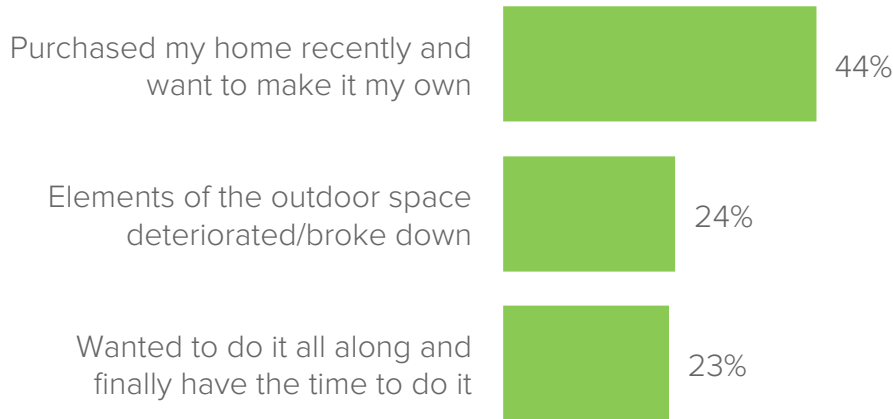 Purchased my home recently and
want to make it my own
44%
Elements of the outdoor space
deteriorated/broke down
24%
Wanted to do it all along and
finally have the time to do it
23%